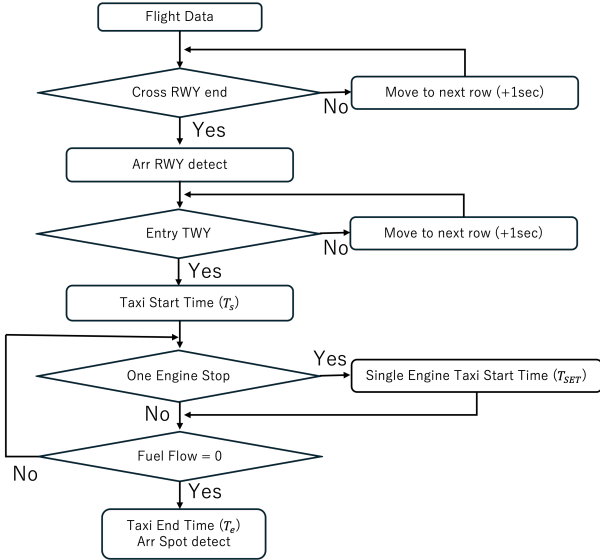 Flight Data
Cross RWY end
No
Move to next row (+1sec)
Yes
Arr RWY detect
Entry TWY
No
Move to next row (+1sec)
Yes
Taxi Start Time (Tₛ)
One Engine Stop
Yes
Single Engine Taxi Start Time (T_SET)
No
Fuel Flow = 0
No
Yes
Taxi End Time (Tₑ)
Arr Spot detect